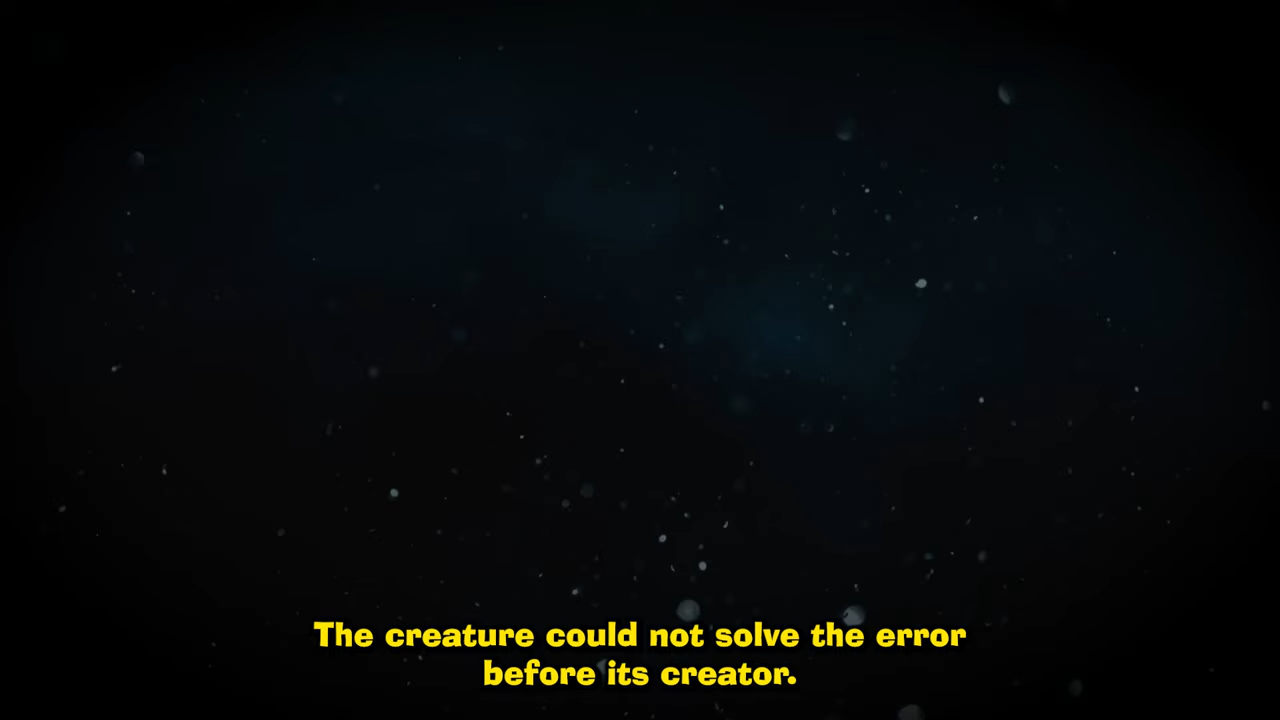 The creature could not solve the error
before its creator.